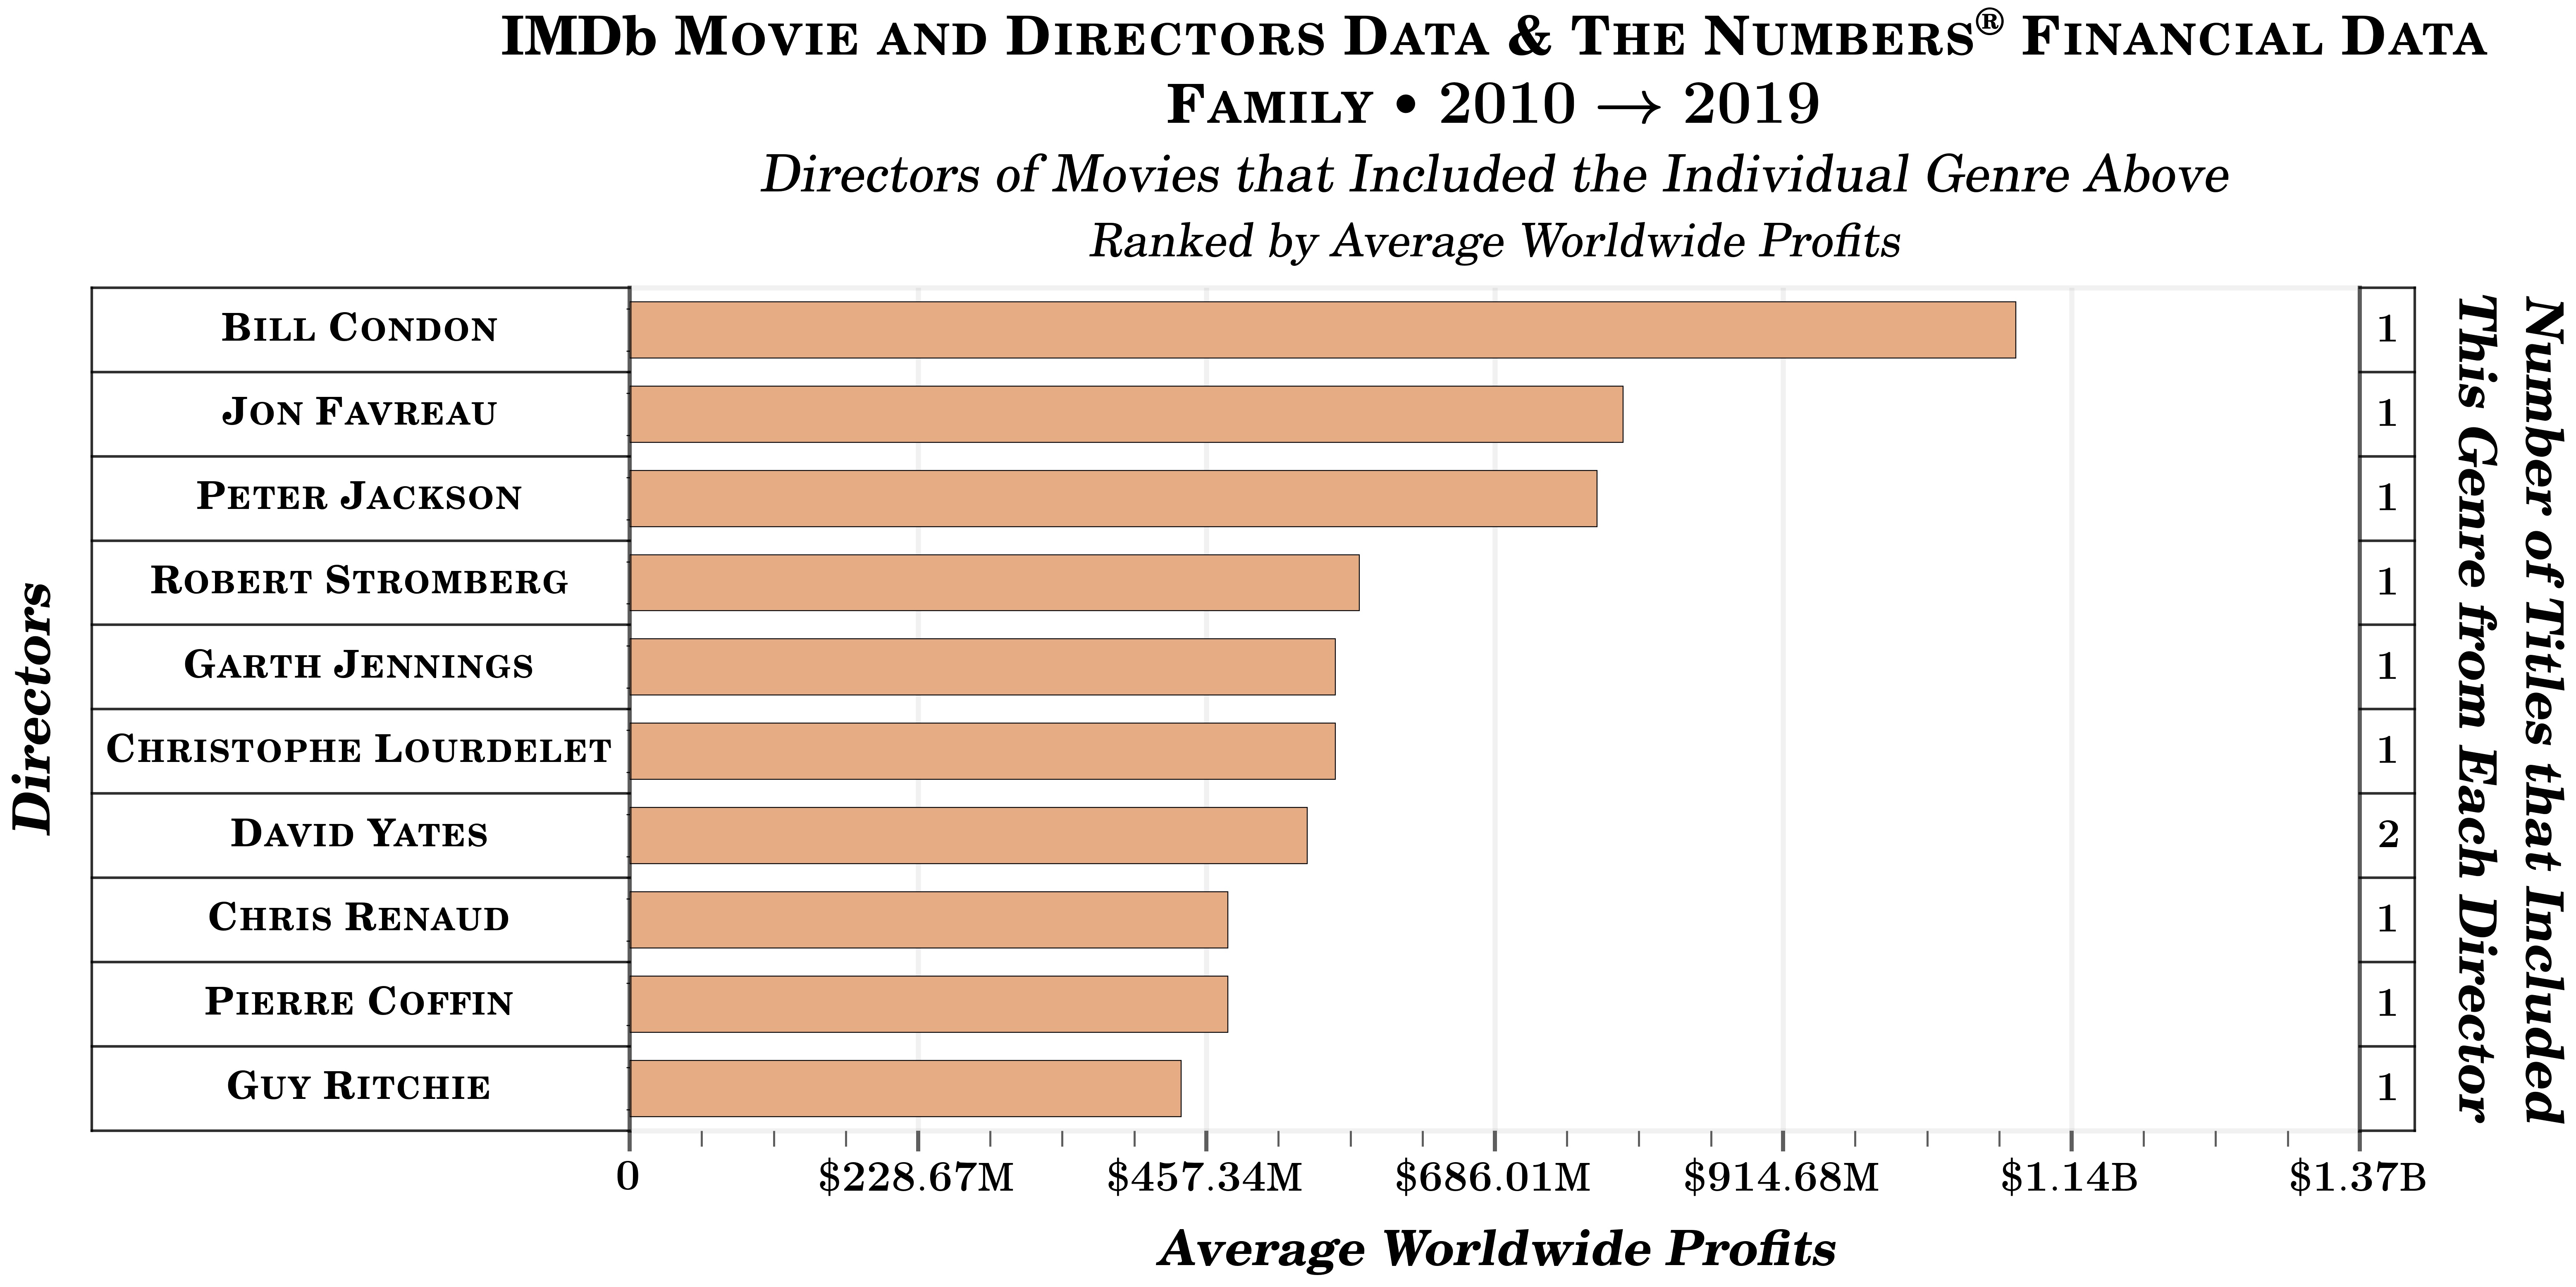 IMDb Movie and Directors Data & The Numbers® Financial Data
Family • 2010 → 2019
Directors of Movies that Included the Individual Genre Above
Ranked by Average Worldwide Profits
Directors
Bill Condon 1
Jon Favreau 1
Peter Jackson 1
Robert Stromberg 1
Garth Jennings 1
Christophe Lourdelet 1
David Yates 2
Chris Renaud 1
Pierre Coffin 1
Guy Ritchie 1
Number of Titles that Included
This Genre from Each Director
0 $228.67M $457.34M $686.01M $914.68M $1.14B $1.37B
Average Worldwide Profits